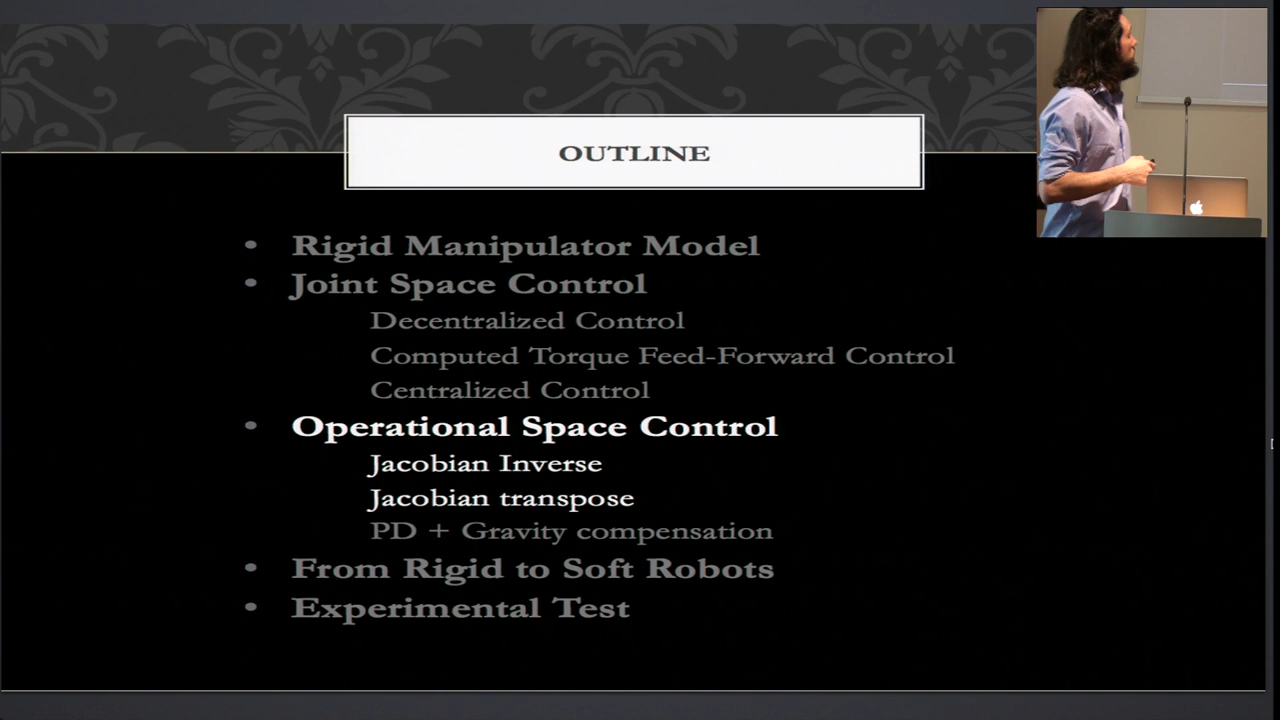 OUTLINE
• Rigid Manipulator Model
• Joint Space Control
Decentralized Control
Computed Torque Feed-Forward Control
Centralized Control
• Operational Space Control
Jacobian Inverse
Jacobian transpose
PD + Gravity compensation
• From Rigid to Soft Robots
• Experimental Test